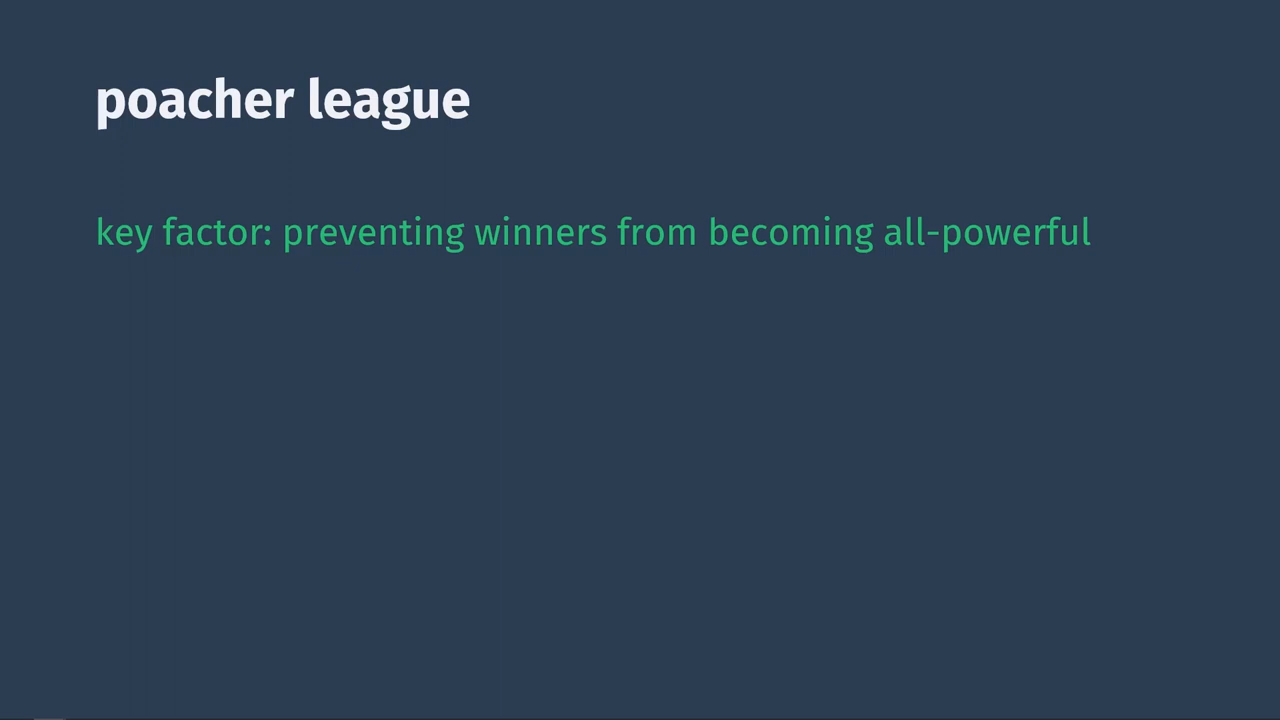 poacher league
key factor: preventing winners from becoming all-powerful